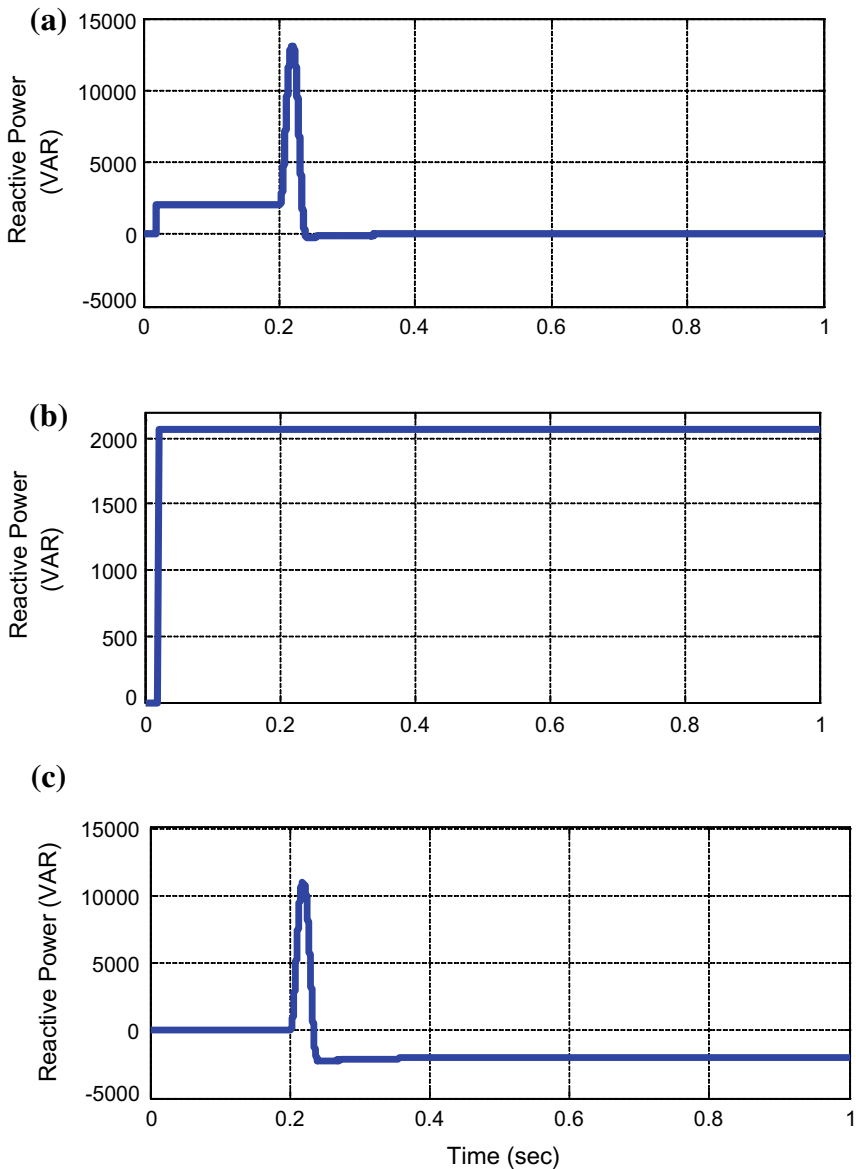 (a)
Reactive Power
(VAR)
15000
10000
5000
0
-5000
0 0.2 0.4 0.6 0.8 1
(b)
Reactive Power
(VAR)
2000
1500
1000
500
0
0 0.2 0.4 0.6 0.8 1
(c)
Reactive Power (VAR)
15000
10000
5000
0
-5000
0 0.2 0.4 0.6 0.8 1
Time (sec)